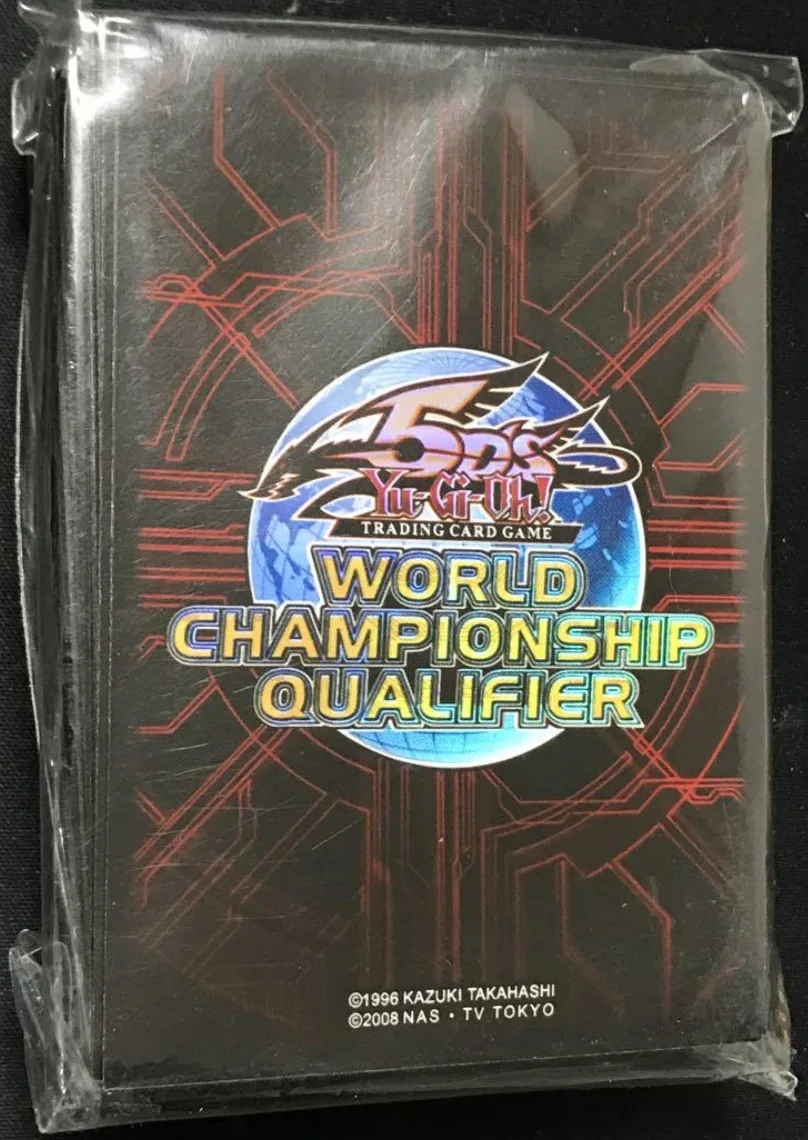 5D's
Yu-Gi-Oh!
TRADING CARD GAME
WORLD
CHAMPIONSHIP
QUALIFIER
©1996 KAZUKI TAKAHASHI
©2008 NAS・TV TOKYO